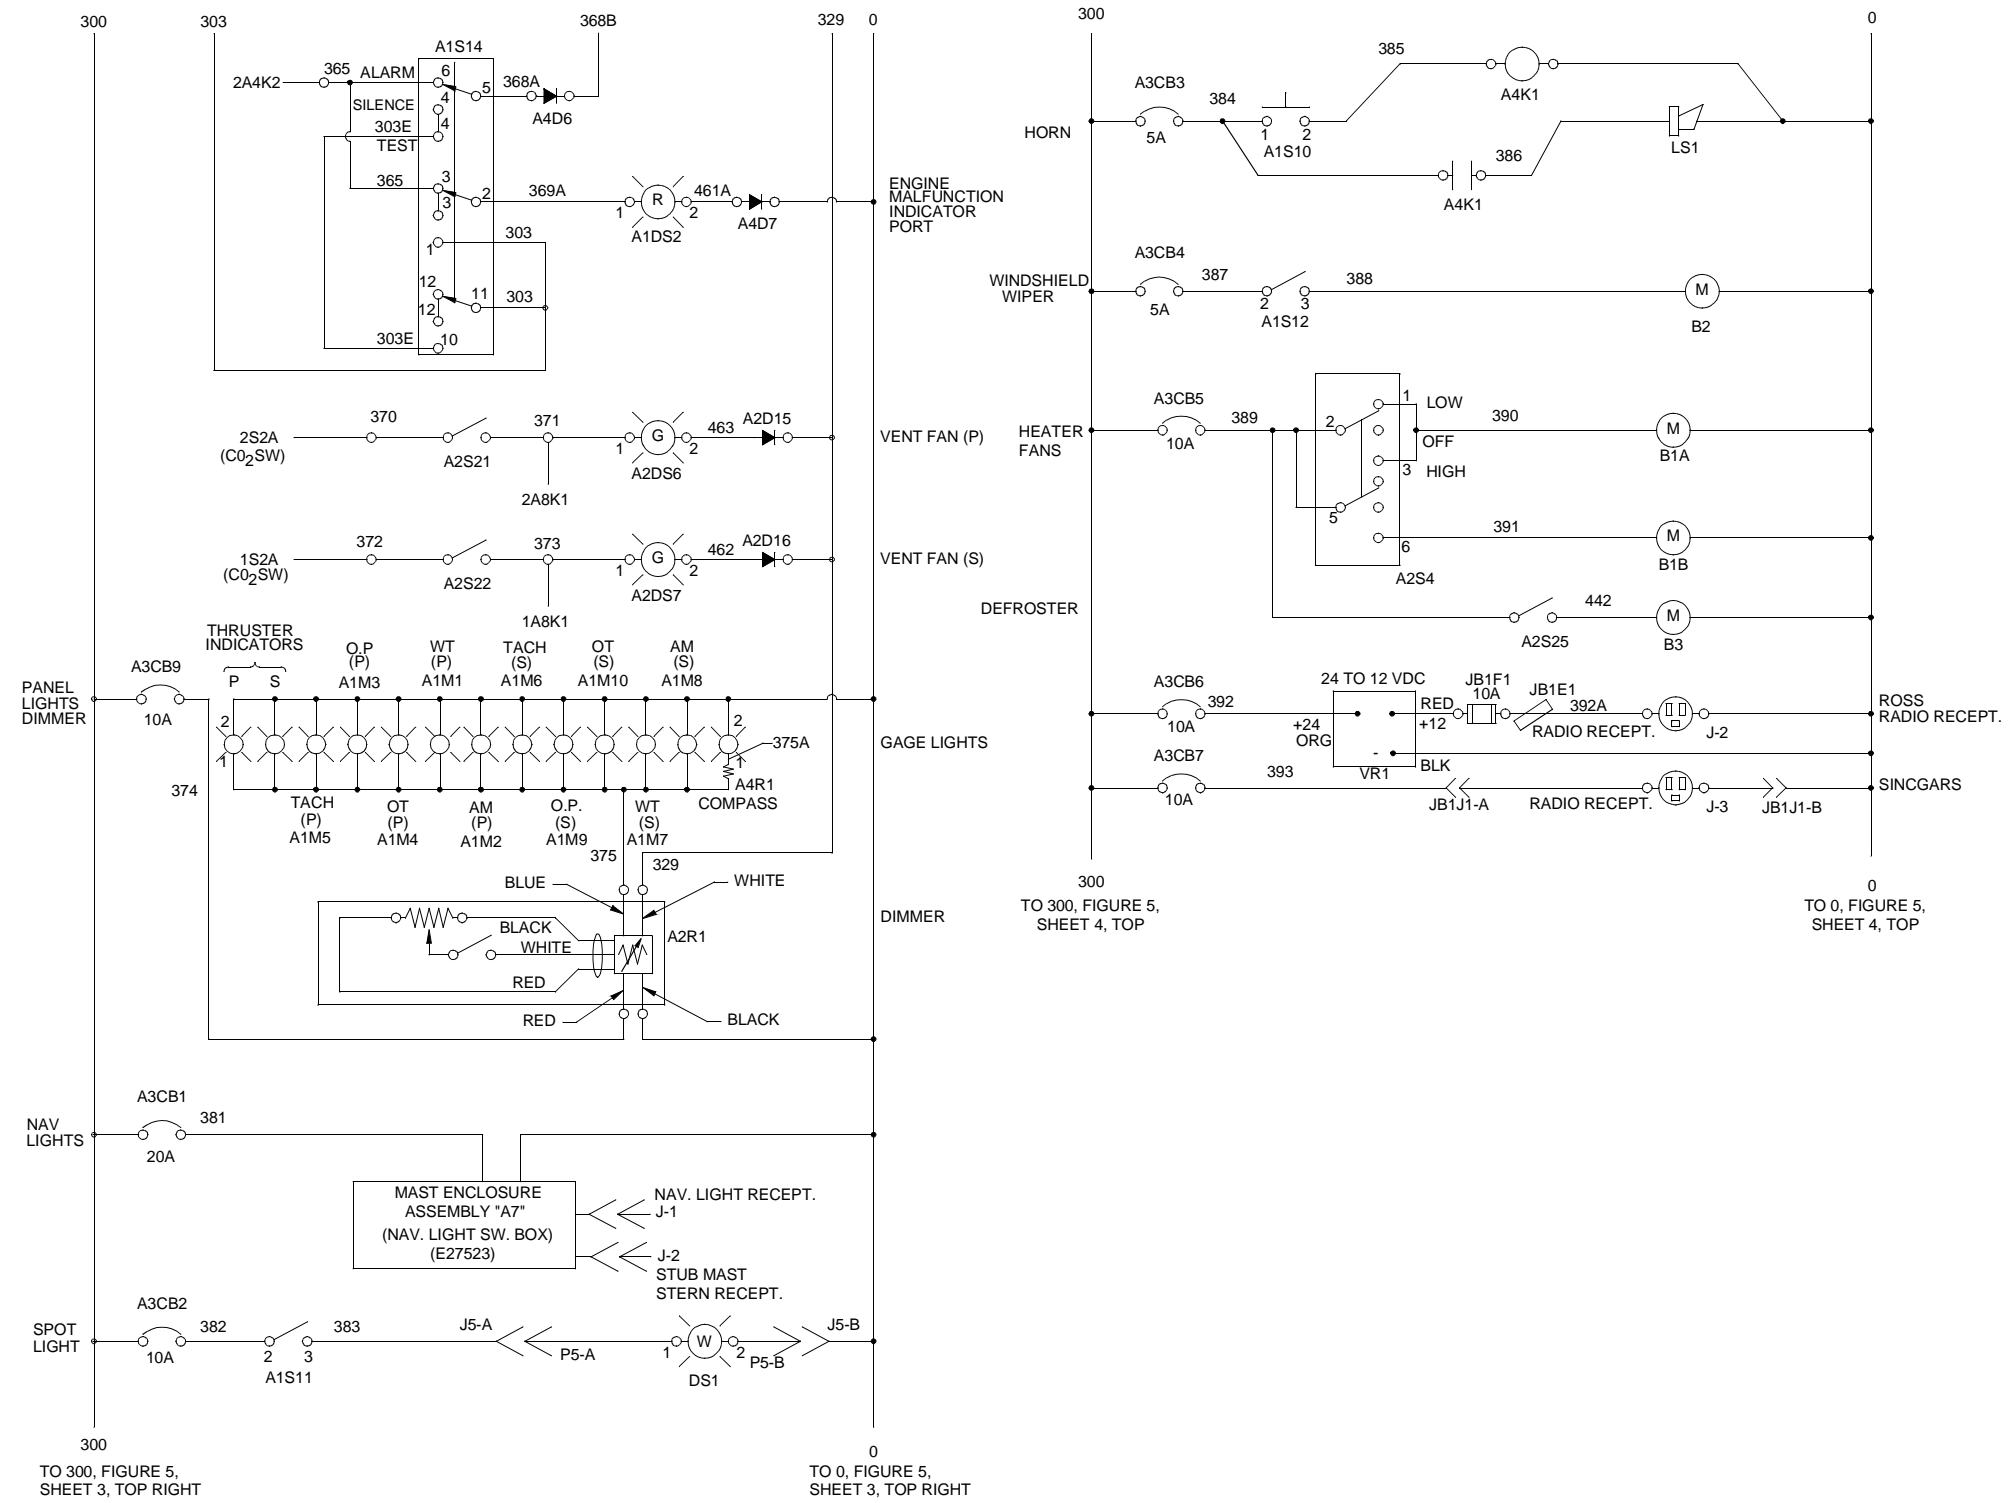 300
303
368B
329
0
A1S14
2A4K2
365
ALARM
6
5
368A
A4D6
SILENCE
4
303E
4
TEST
365
3
3
2
369A
1
R
2
A1DS2
461A
A4D7
ENGINE
MALFUNCTION
INDICATOR
PORT
1
303
12
12
11
303
303E
10
2S2A
(C02SW)
370
A2S21
371
2A8K1
1
G
2
A2DS6
463
A2D15
VENT FAN (P)
1S2A
(C02SW)
372
A2S22
373
1A8K1
1
G
2
A2DS7
462
A2D16
VENT FAN (S)
THRUSTER
INDICATORS
P
S
O.P
(P)
A1M3
WT
(P)
A1M1
TACH
(S)
A1M6
OT
(S)
A1M10
AM
(S)
A1M8
PANEL
LIGHTS
DIMMER
A3CB9
10A
2
1
2
1
375A
A4R1
COMPASS
GAGE LIGHTS
374
TACH
(P)
A1M5
OT
(P)
A1M4
AM
(P)
A1M2
O.P.
(S)
A1M9
WT
(S)
A1M7
375
329
BLUE
WHITE
BLACK
WHITE
RED
A2R1
DIMMER
RED
BLACK
NAV
LIGHTS
A3CB1
20A
381
MAST ENCLOSURE
ASSEMBLY "A7"
(NAV. LIGHT SW. BOX)
(E27523)
NAV. LIGHT RECEPT.
J-1
J-2
STUB MAST
STERN RECEPT.
SPOT
LIGHT
A3CB2
10A
382
2
3
A1S11
383
J5-A
P5-A
1
W
2
DS1
P5-B
J5-B
300
TO 300, FIGURE 5,
SHEET 3, TOP RIGHT
0
TO 0, FIGURE 5,
SHEET 3, TOP RIGHT
300
0
HORN
A3CB3
5A
384
1
2
A1S10
385
A4K1
A4K1
386
LS1
WINDSHIELD
WIPER
A3CB4
5A
387
2
3
A1S12
388
M
B2
HEATER
FANS
A3CB5
10A
389
2
1
LOW
OFF
3
HIGH
5
6
A2S4
390
M
B1A
391
M
B1B
DEFROSTER
A2S25
442
M
B3
A3CB6
10A
392
24 TO 12 VDC
+24
ORG
RED
+12
-
BLK
VR1
JB1F1
10A
JB1E1
392A
RADIO RECEPT.
J-2
ROSS
RADIO RECEPT.
A3CB7
10A
393
JB1J1-A
RADIO RECEPT.
J-3
JB1J1-B
SINCGARS
300
TO 300, FIGURE 5,
SHEET 4, TOP
0
TO 0, FIGURE 5,
SHEET 4, TOP